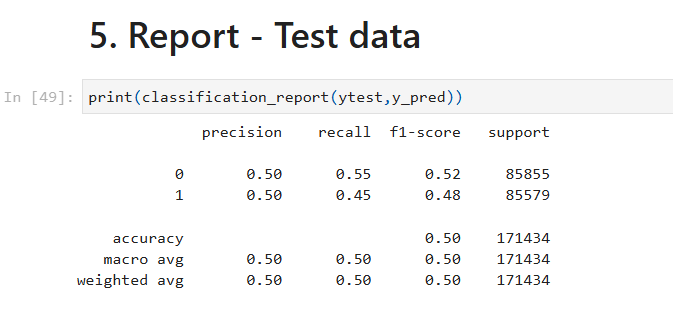 5. Report - Test data
In [49]: print(classification_report(ytest,y_pred))
precision recall f1-score support
0 0.50 0.55 0.52 85855
1 0.50 0.45 0.48 85579
accuracy 0.50 171434
macro avg 0.50 0.50 0.50 171434
weighted avg 0.50 0.50 0.50 171434